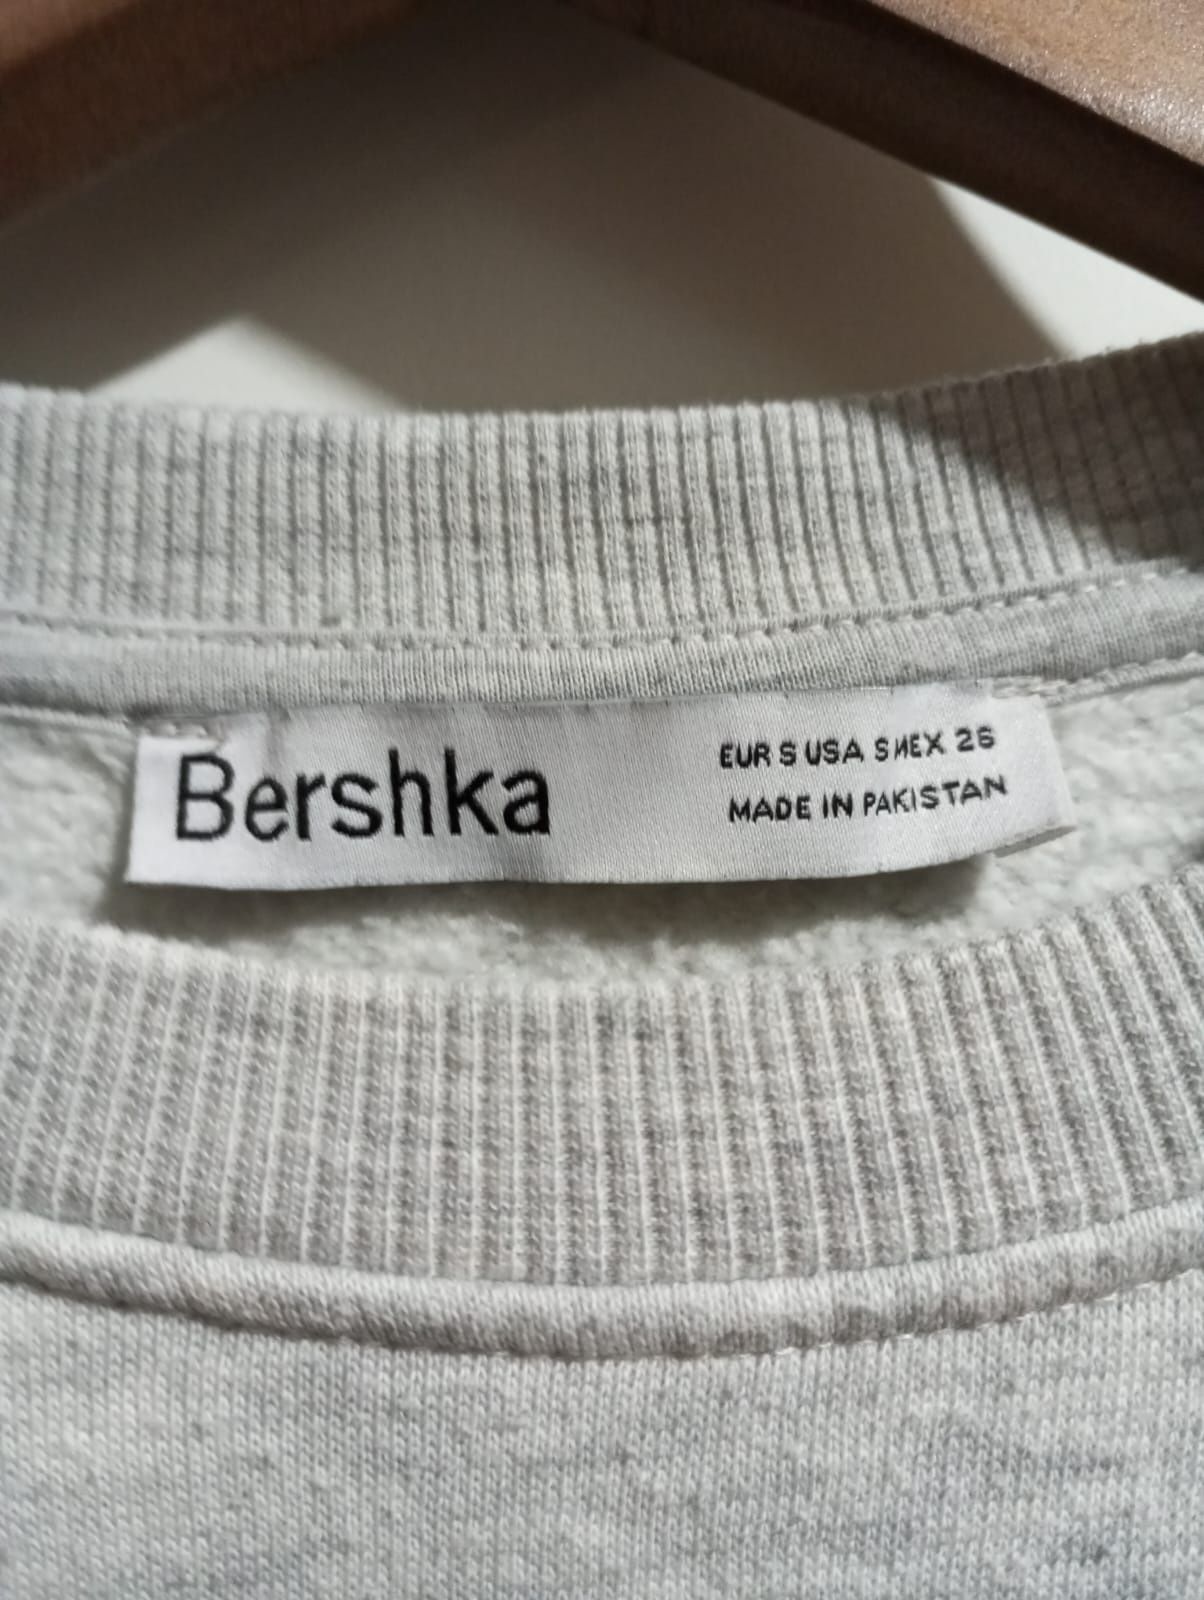 Bershka
EUR S USA S MEX 26
MADE IN PAKISTAN